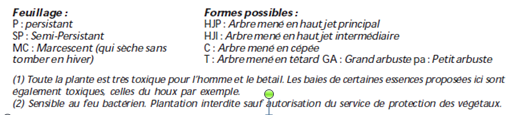 Feuillage :
P : persistant
SP : Semi-Persistant
MC : Marcescent (qui sèche sans
tomber en hiver)
Formes possibles :
HJP : Arbre mené en haut jet principal
HJI : Arbre mené en haut jet intermédiaire
C : Arbre mené en cépée
T : Arbre mené en têtard GA : Grand arbuste pa : Petit arbuste
(1) Toute la plante est très toxique pour l'homme et le bétail. Les baies de certaines essences proposées ici sont
également toxiques, celles du houx par exemple.
(2) Sensible au feu bactérien. Plantation interdite sauf autorisation du service de protection des végétaux.